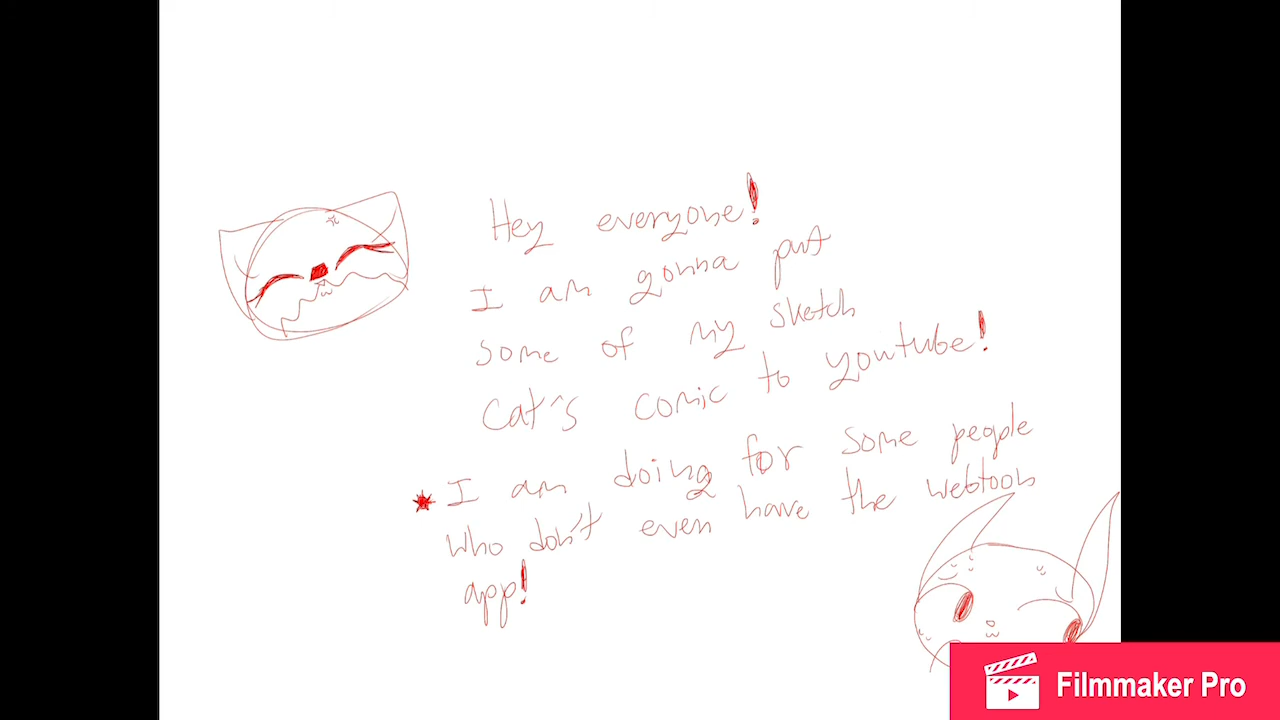 Hey everyone!
I am gonna put
some of my sketch
cat's comic to youtube!
* I am doing for some people
who don't even have the webtoon
app!
Filmmaker Pro